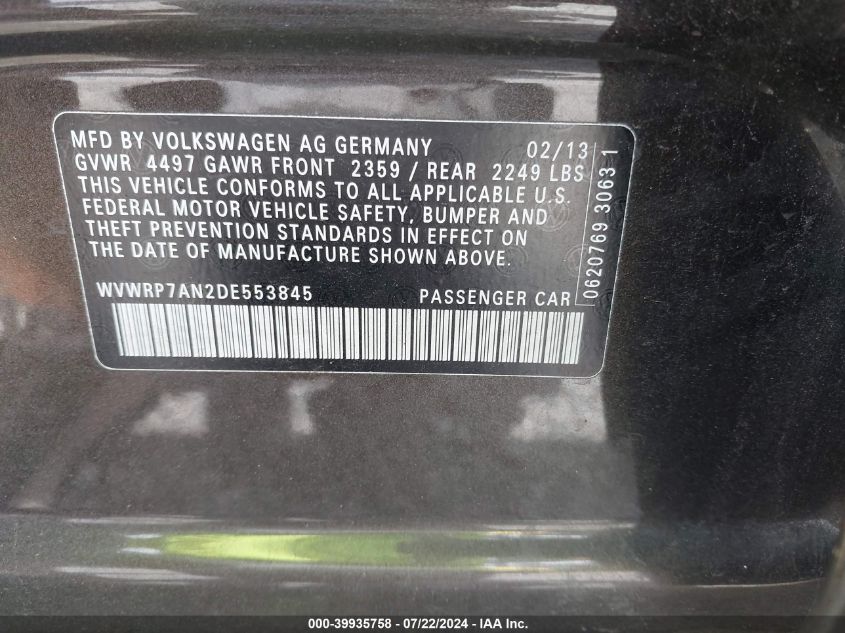 MFD BY VOLKSWAGEN AG GERMANY 02/13
GVWR 4497 GAWR FRONT 2359 / REAR 2249 LBS
THIS VEHICLE CONFORMS TO ALL APPLICABLE U.S.
FEDERAL MOTOR VEHICLE SAFETY, BUMPER AND
THEFT PREVENTION STANDARDS IN EFFECT ON
THE DATE OF MANUFACTURE SHOWN ABOVE.
WVWRP7AN2DE553845 PASSENGER CAR
0620769 3063 1
000-39935758 - 07/22/2024 - IAA Inc.